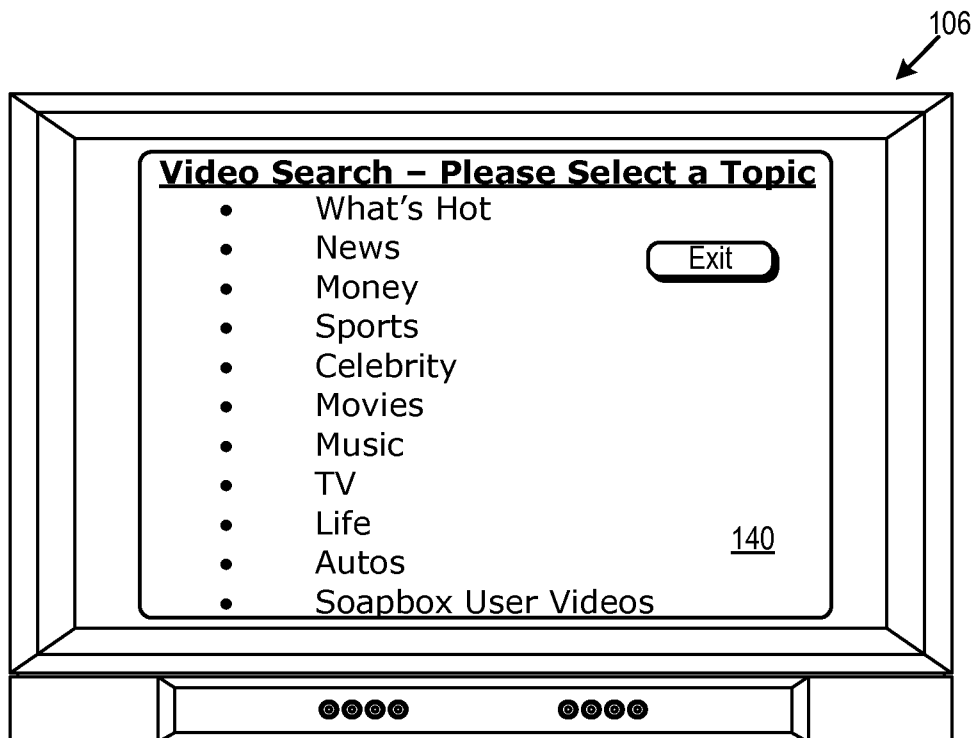 106
Video Search – Please Select a Topic
• What’s Hot
• News
Exit
• Money
• Sports
• Celebrity
• Movies
• Music
• TV
• Life
140
• Autos
• Soapbox User Videos